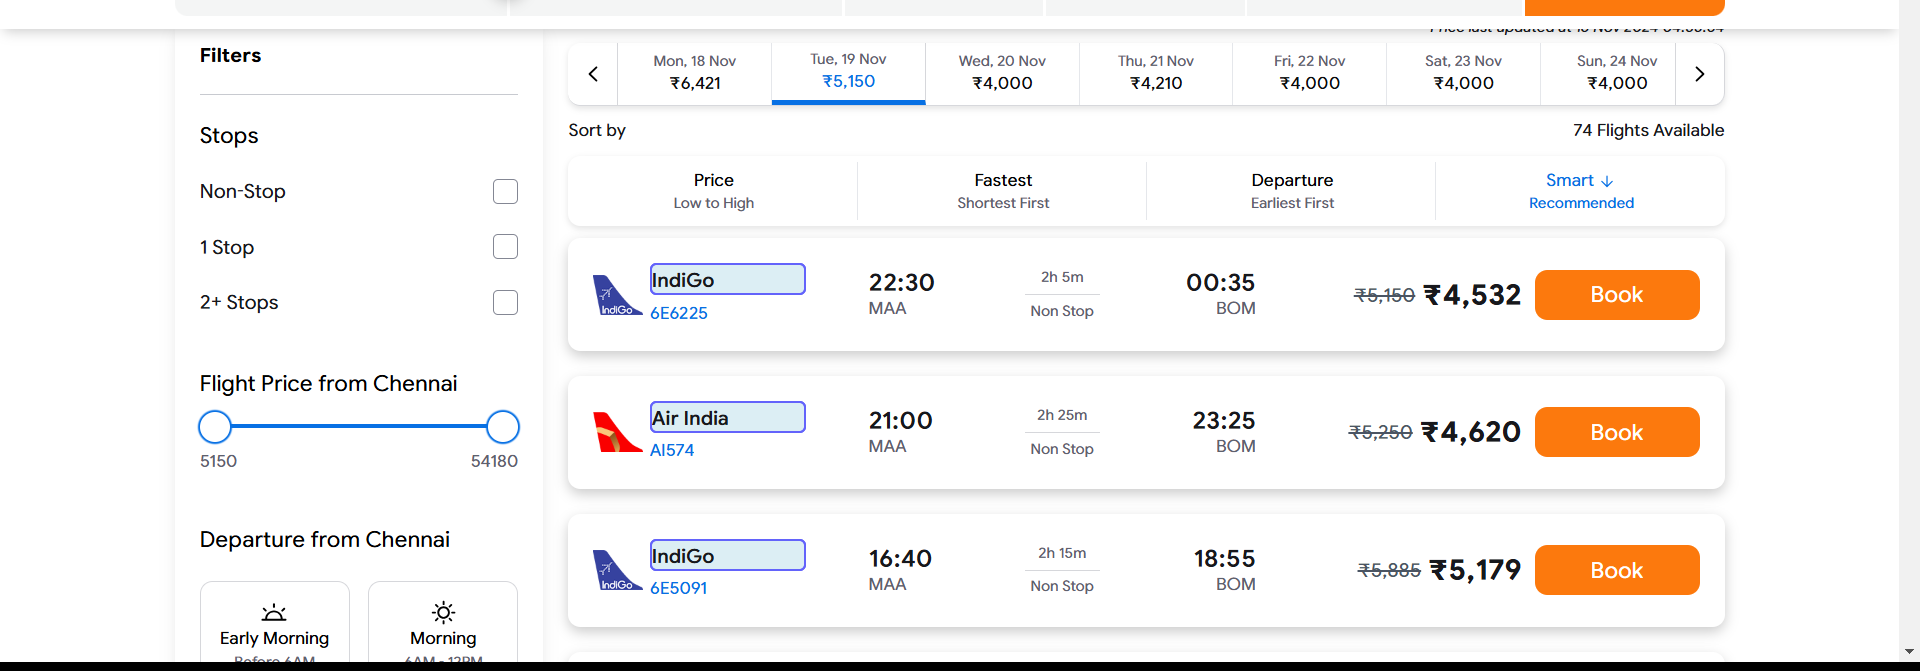 Filters
Stops
Non-Stop
1 Stop
2+ Stops
Flight Price from Chennai
5150 54180
Departure from Chennai
Early Morning
Before 6AM
Morning
6AM - 12PM
Mon, 18 Nov
₹6,421
Tue, 19 Nov
₹5,150
Wed, 20 Nov
₹4,000
Thu, 21 Nov
₹4,210
Fri, 22 Nov
₹4,000
Sat, 23 Nov
₹4,000
Sun, 24 Nov
₹4,000
Sort by
74 Flights Available
Price
Low to High
Fastest
Shortest First
Departure
Earliest First
Smart ↓
Recommended
IndiGo
IndiGo
6E6225
22:30
MAA
2h 5m
Non Stop
00:35
BOM
₹5,150 ₹4,532
Book
Air India
AI574
21:00
MAA
2h 25m
Non Stop
23:25
BOM
₹5,250 ₹4,620
Book
IndiGo
IndiGo
6E5091
16:40
MAA
2h 15m
Non Stop
18:55
BOM
₹5,885 ₹5,179
Book